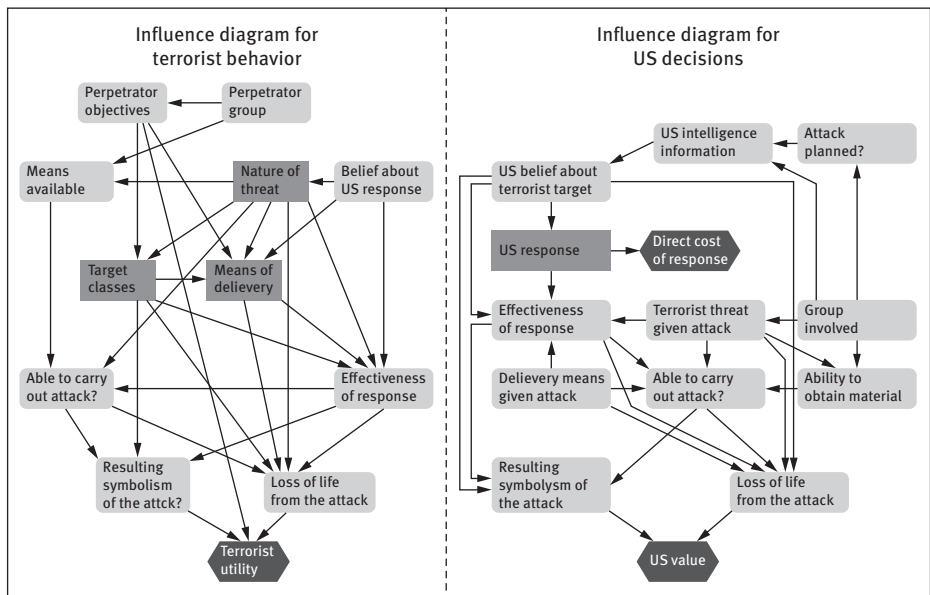 Influence diagram for
terrorist behavior
Perpetrator
objectives
Perpetrator
group
Means
available
Nature of
threat
Belief about
US response
Target
classes
Means of
delievery
Able to carry
out attack?
Effectiveness
of response
Resulting
symbolism
of the attck?
Loss of life
from the attack
Terrorist
utility
Influence diagram for
US decisions
US intelligence
information
Attack
planned?
US belief about
terrorist target
US response
Direct cost
of response
Effectiveness
of response
Terrorist threat
given attack
Group
involved
Delievery means
given attack
Able to carry
out attack?
Ability to
obtain material
Resulting
symbolysm of
the attack
Loss of life
from the attack
US value